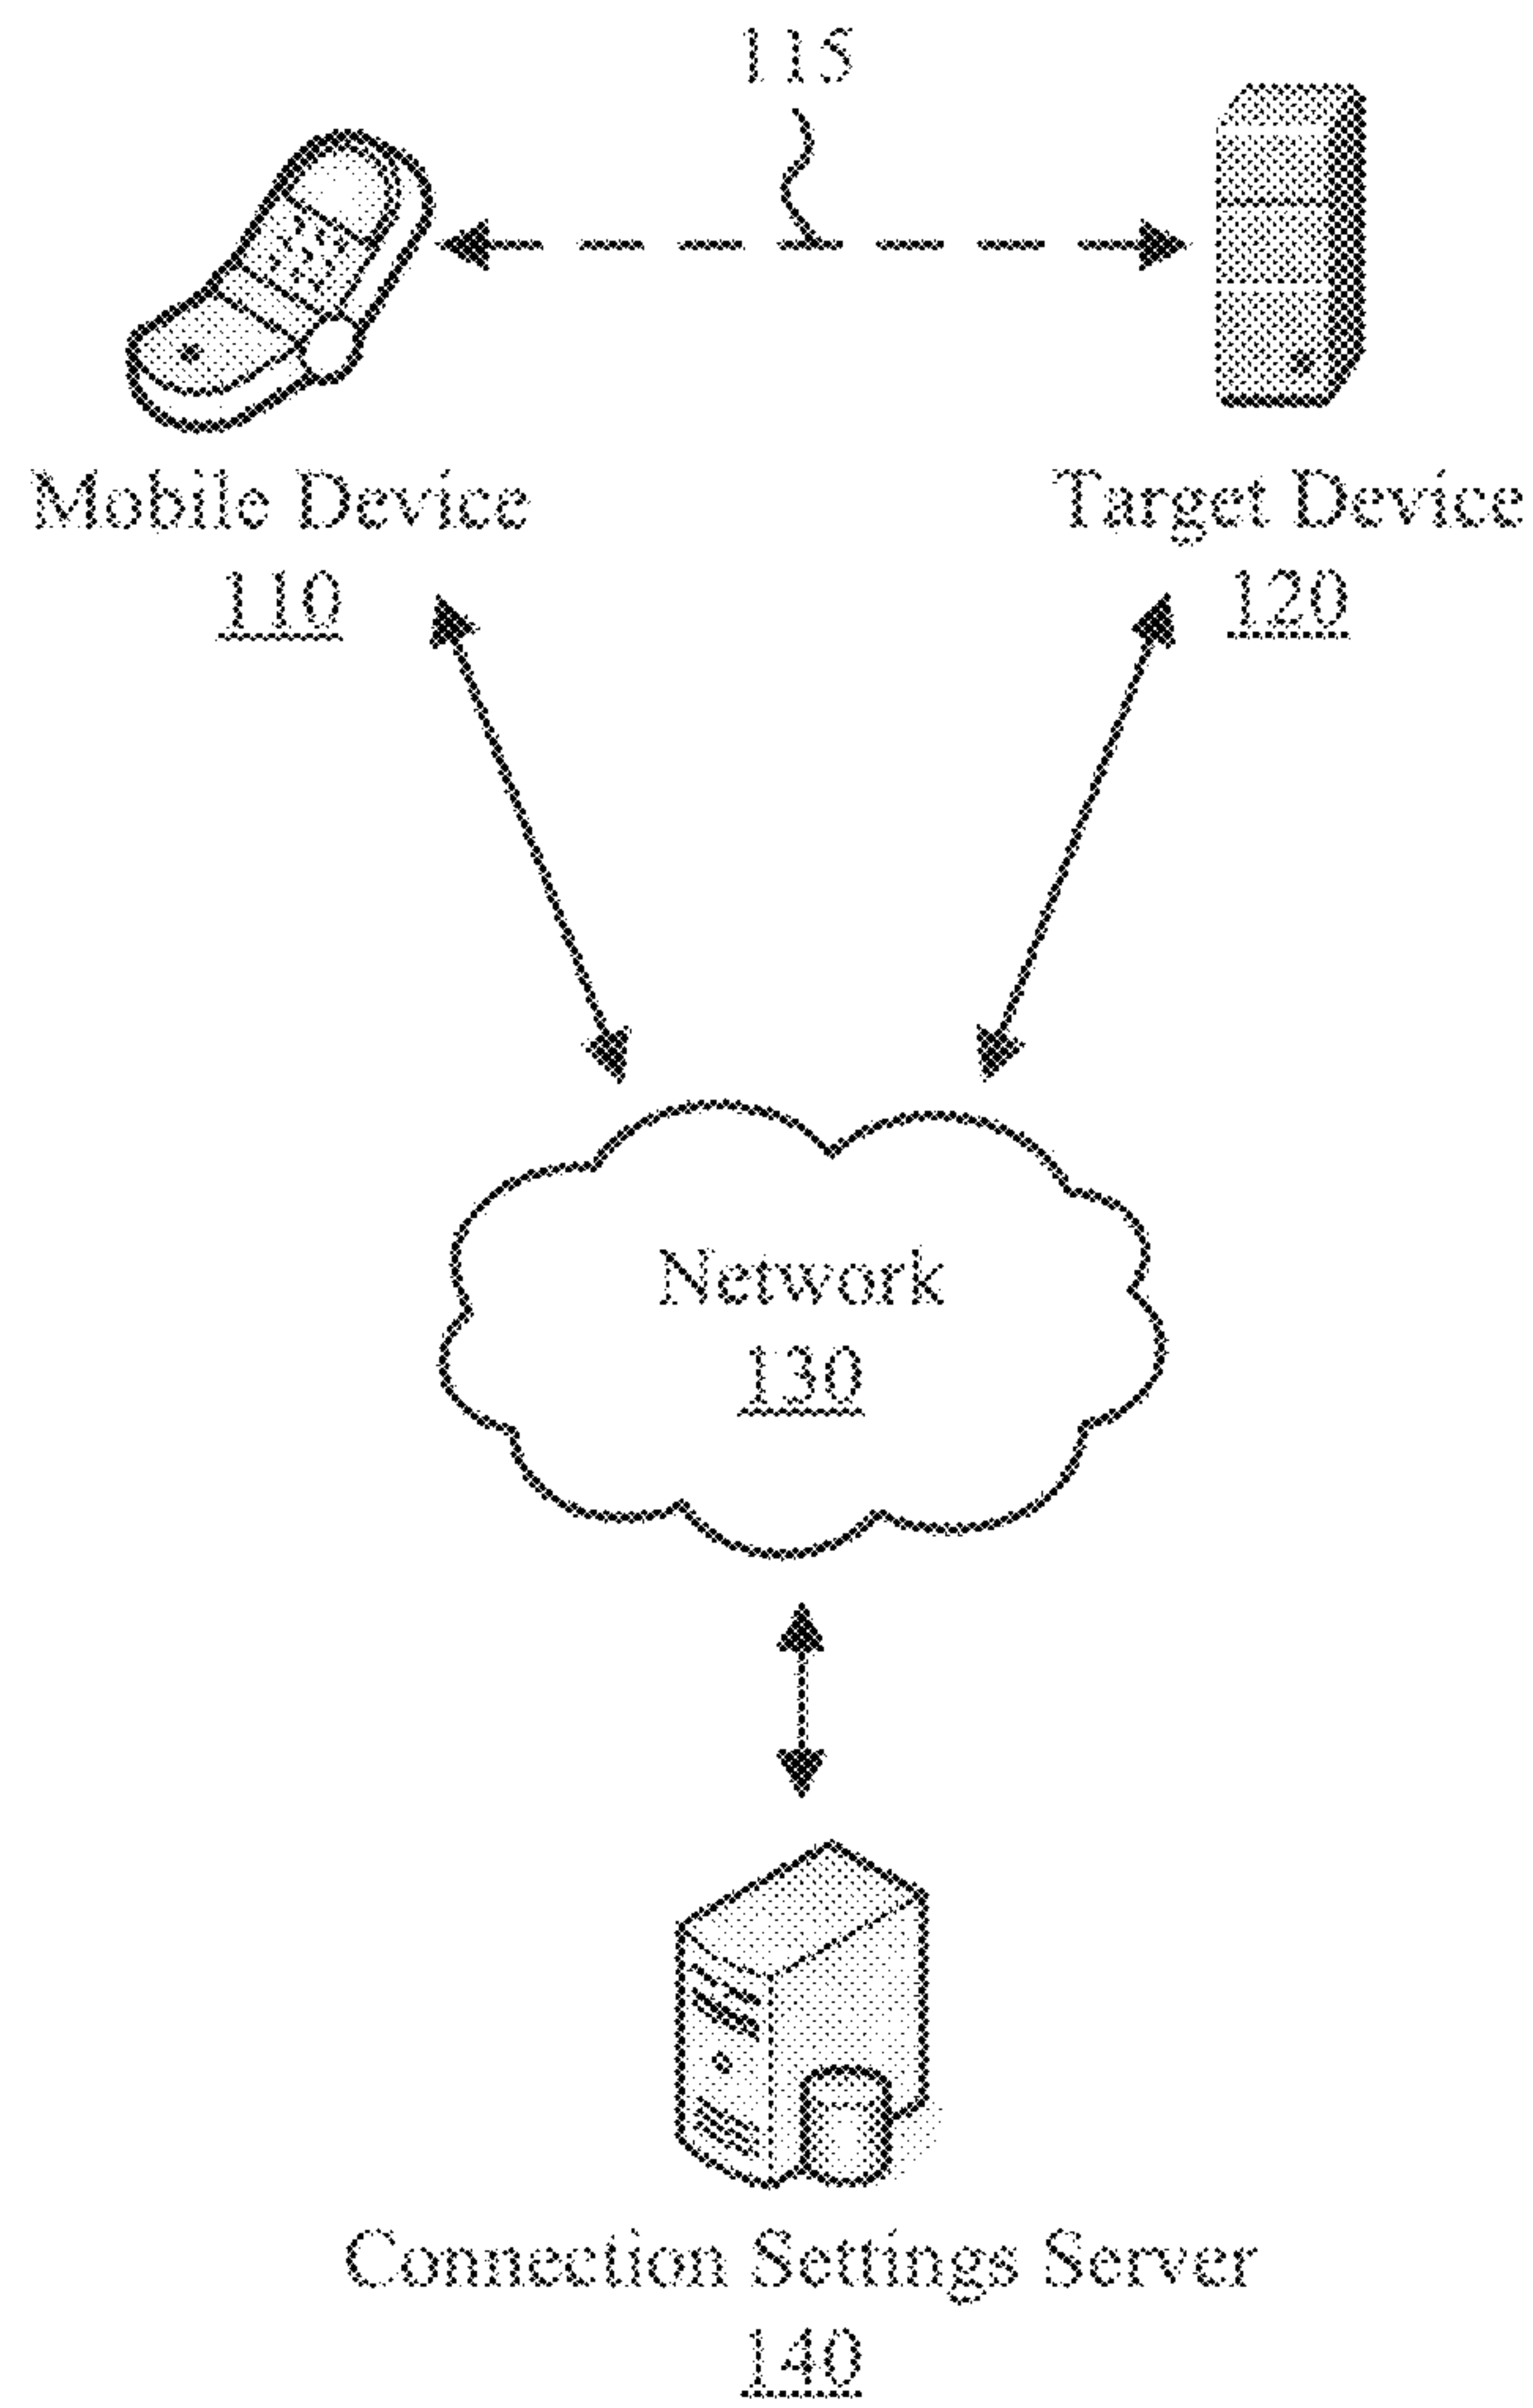 115
Mobile Device
110
Target Device
120
Network
130
Connection Settings Server
140